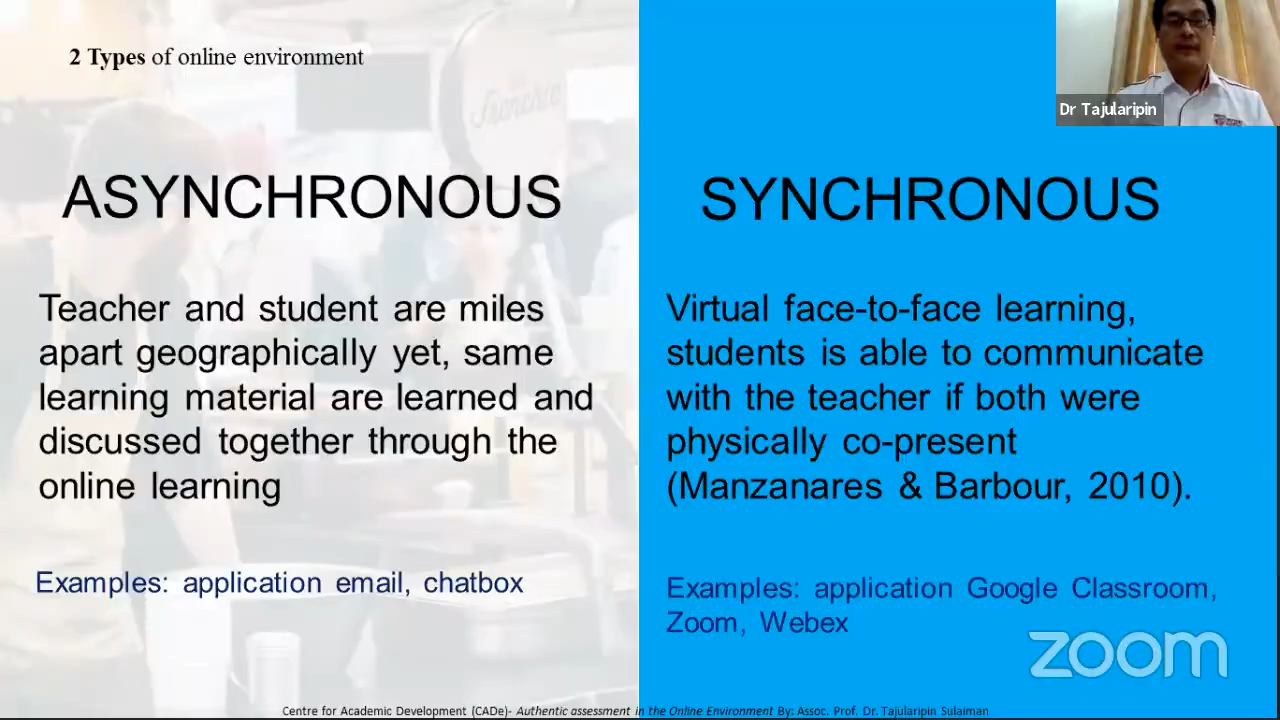 2 Types of online environment
Dr Tajularipin
ASYNCHRONOUS
Teacher and student are miles
apart geographically yet, same
learning material are learned and
discussed together through the
online learning
Examples: application email, chatbox
SYNCHRONOUS
Virtual face-to-face learning,
students is able to communicate
with the teacher if both were
physically co-present
(Manzanares & Barbour, 2010).
Examples: application Google Classroom,
Zoom, Webex
zoom
Centre for Academic Development (CADe)- Authentic assessment in the Online Environment By: Assoc. Prof. Dr. Tajularipin Sulaiman